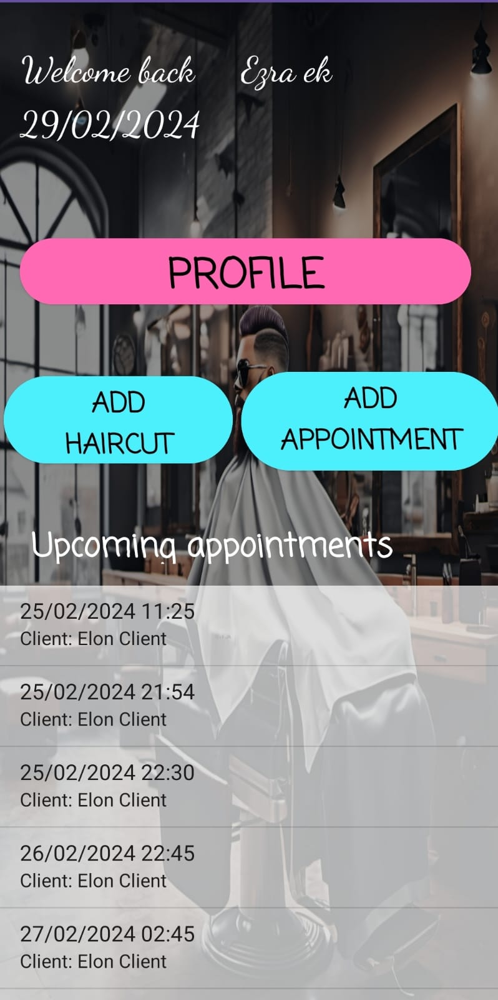 Welcome back Ezra ek
29/02/2024
PROFILE
ADD
HAIRCUT
ADD
APPOINTMENT
Upcoming appointments
25/02/2024 11:25
Client: Elon Client
25/02/2024 21:54
Client: Elon Client
25/02/2024 22:30
Client: Elon Client
26/02/2024 22:45
Client: Elon Client
27/02/2024 02:45
Client: Elon Client